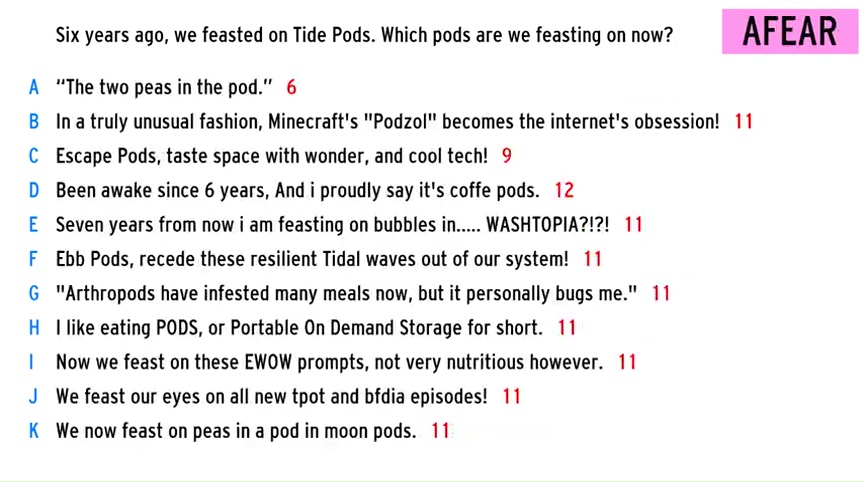 Six years ago, we feasted on Tide Pods. Which pods are we feasting on now?
AFEAR
A “The two peas in the pod.” 6
B In a truly unusual fashion, Minecraft's "Podzol" becomes the internet's obsession! 11
C Escape Pods, taste space with wonder, and cool tech! 9
D Been awake since 6 years, And i proudly say it's coffe pods. 12
E Seven years from now i am feasting on bubbles in..... WASHTOPIA?!?! 11
F Ebb Pods, recede these resilient Tidal waves out of our system! 11
G "Arthropods have infested many meals now, but it personally bugs me." 11
H I like eating PODS, or Portable On Demand Storage for short. 11
I Now we feast on these EWOW prompts, not very nutritious however. 11
J We feast our eyes on all new tpot and bfdia episodes! 11
K We now feast on peas in a pod in moon pods. 11